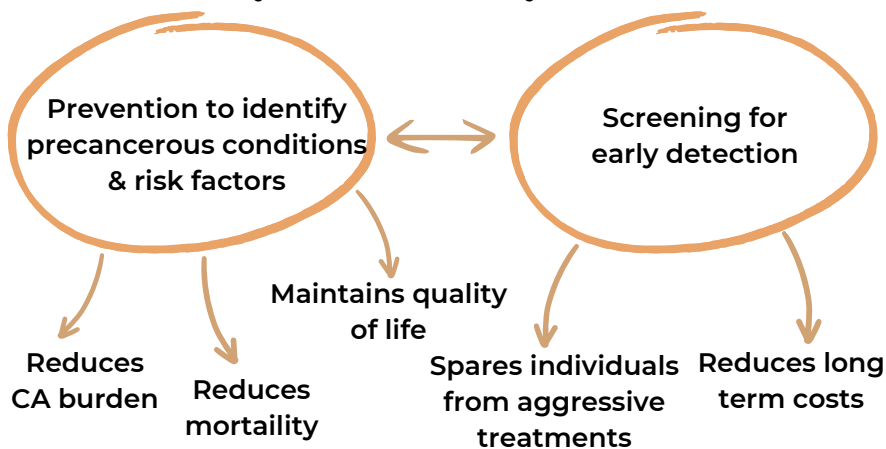 Prevention to identify
precancerous conditions
& risk factors
Screening for
early detection
Maintains quality
of life
Reduces
CA burden
Reduces
mortaility
Spares individuals
from aggressive
treatments
Reduces long
term costs